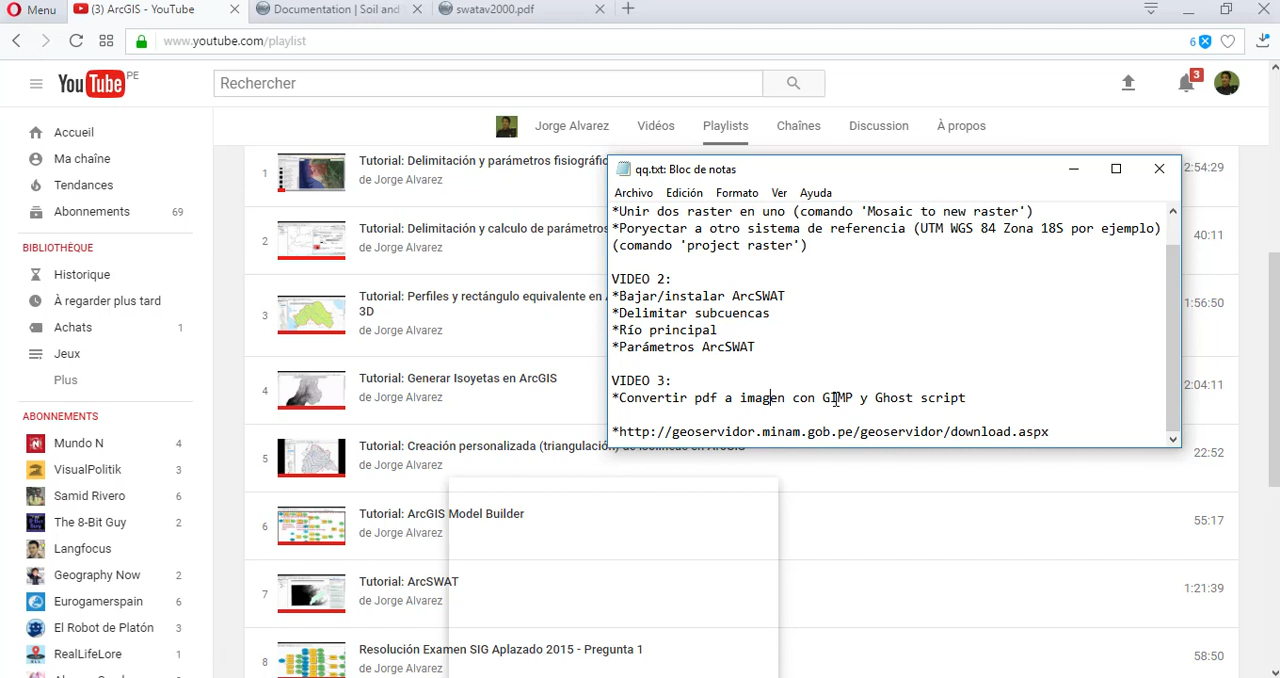 Menu
(3) ArcGIS - YouTube
Documentation | Soil and
swatav2000.pdf
www.youtube.com/playlist
6
YouTube PE
Rechercher
3
Accueil
Ma chaîne
Tendances
Abonnements 69
BIBLIOTHÈQUE
Historique
À regarder plus tard
Achats 1
Jeux
Plus
ABONNEMENTS
Mundo N 4
VisualPolitik 3
Samid Rivero 6
The 8-Bit Guy 2
Langfocus
Geography Now 2
Eurogamerspain 6
El Robot de Platón 3
RealLifeLore 1
Jorge Alvarez
Vidéos
Playlists
Chaînes
Discussion
À propos
1
Tutorial: Delimitación y parámetros fisiográfic
de Jorge Alvarez
2:54:29
2
Tutorial: Delimitación y calculo de parámetros
de Jorge Alvarez
40:11
3
Tutorial: Perfiles y rectángulo equivalente en
3D
de Jorge Alvarez
1:56:50
4
Tutorial: Generar Isoyetas en ArcGIS
de Jorge Alvarez
2:04:11
5
Tutorial: Creación personalizada (triangulación) de isolíneas en ArcGIS
de Jorge Alvarez
22:52
6
Tutorial: ArcGIS Model Builder
de Jorge Alvarez
55:17
7
Tutorial: ArcSWAT
de Jorge Alvarez
1:21:39
8
Resolución Examen SIG Aplazado 2015 - Pregunta 1
de Jorge Alvarez
58:50
qq.txt: Bloc de notas
Archivo Edición Formato Ver Ayuda
*Unir dos raster en uno (comando 'Mosaic to new raster')
*Poryectar a otro sistema de referencia (UTM WGS 84 Zona 18S por ejemplo)
(comando 'project raster')
VIDEO 2:
*Bajar/instalar ArcSWAT
*Delimitar subcuencas
*Río principal
*Parámetros ArcSWAT
VIDEO 3:
*Convertir pdf a imagen con GIMP y Ghost script
*http://geoservidor.minam.gob.pe/geoservidor/download.aspx